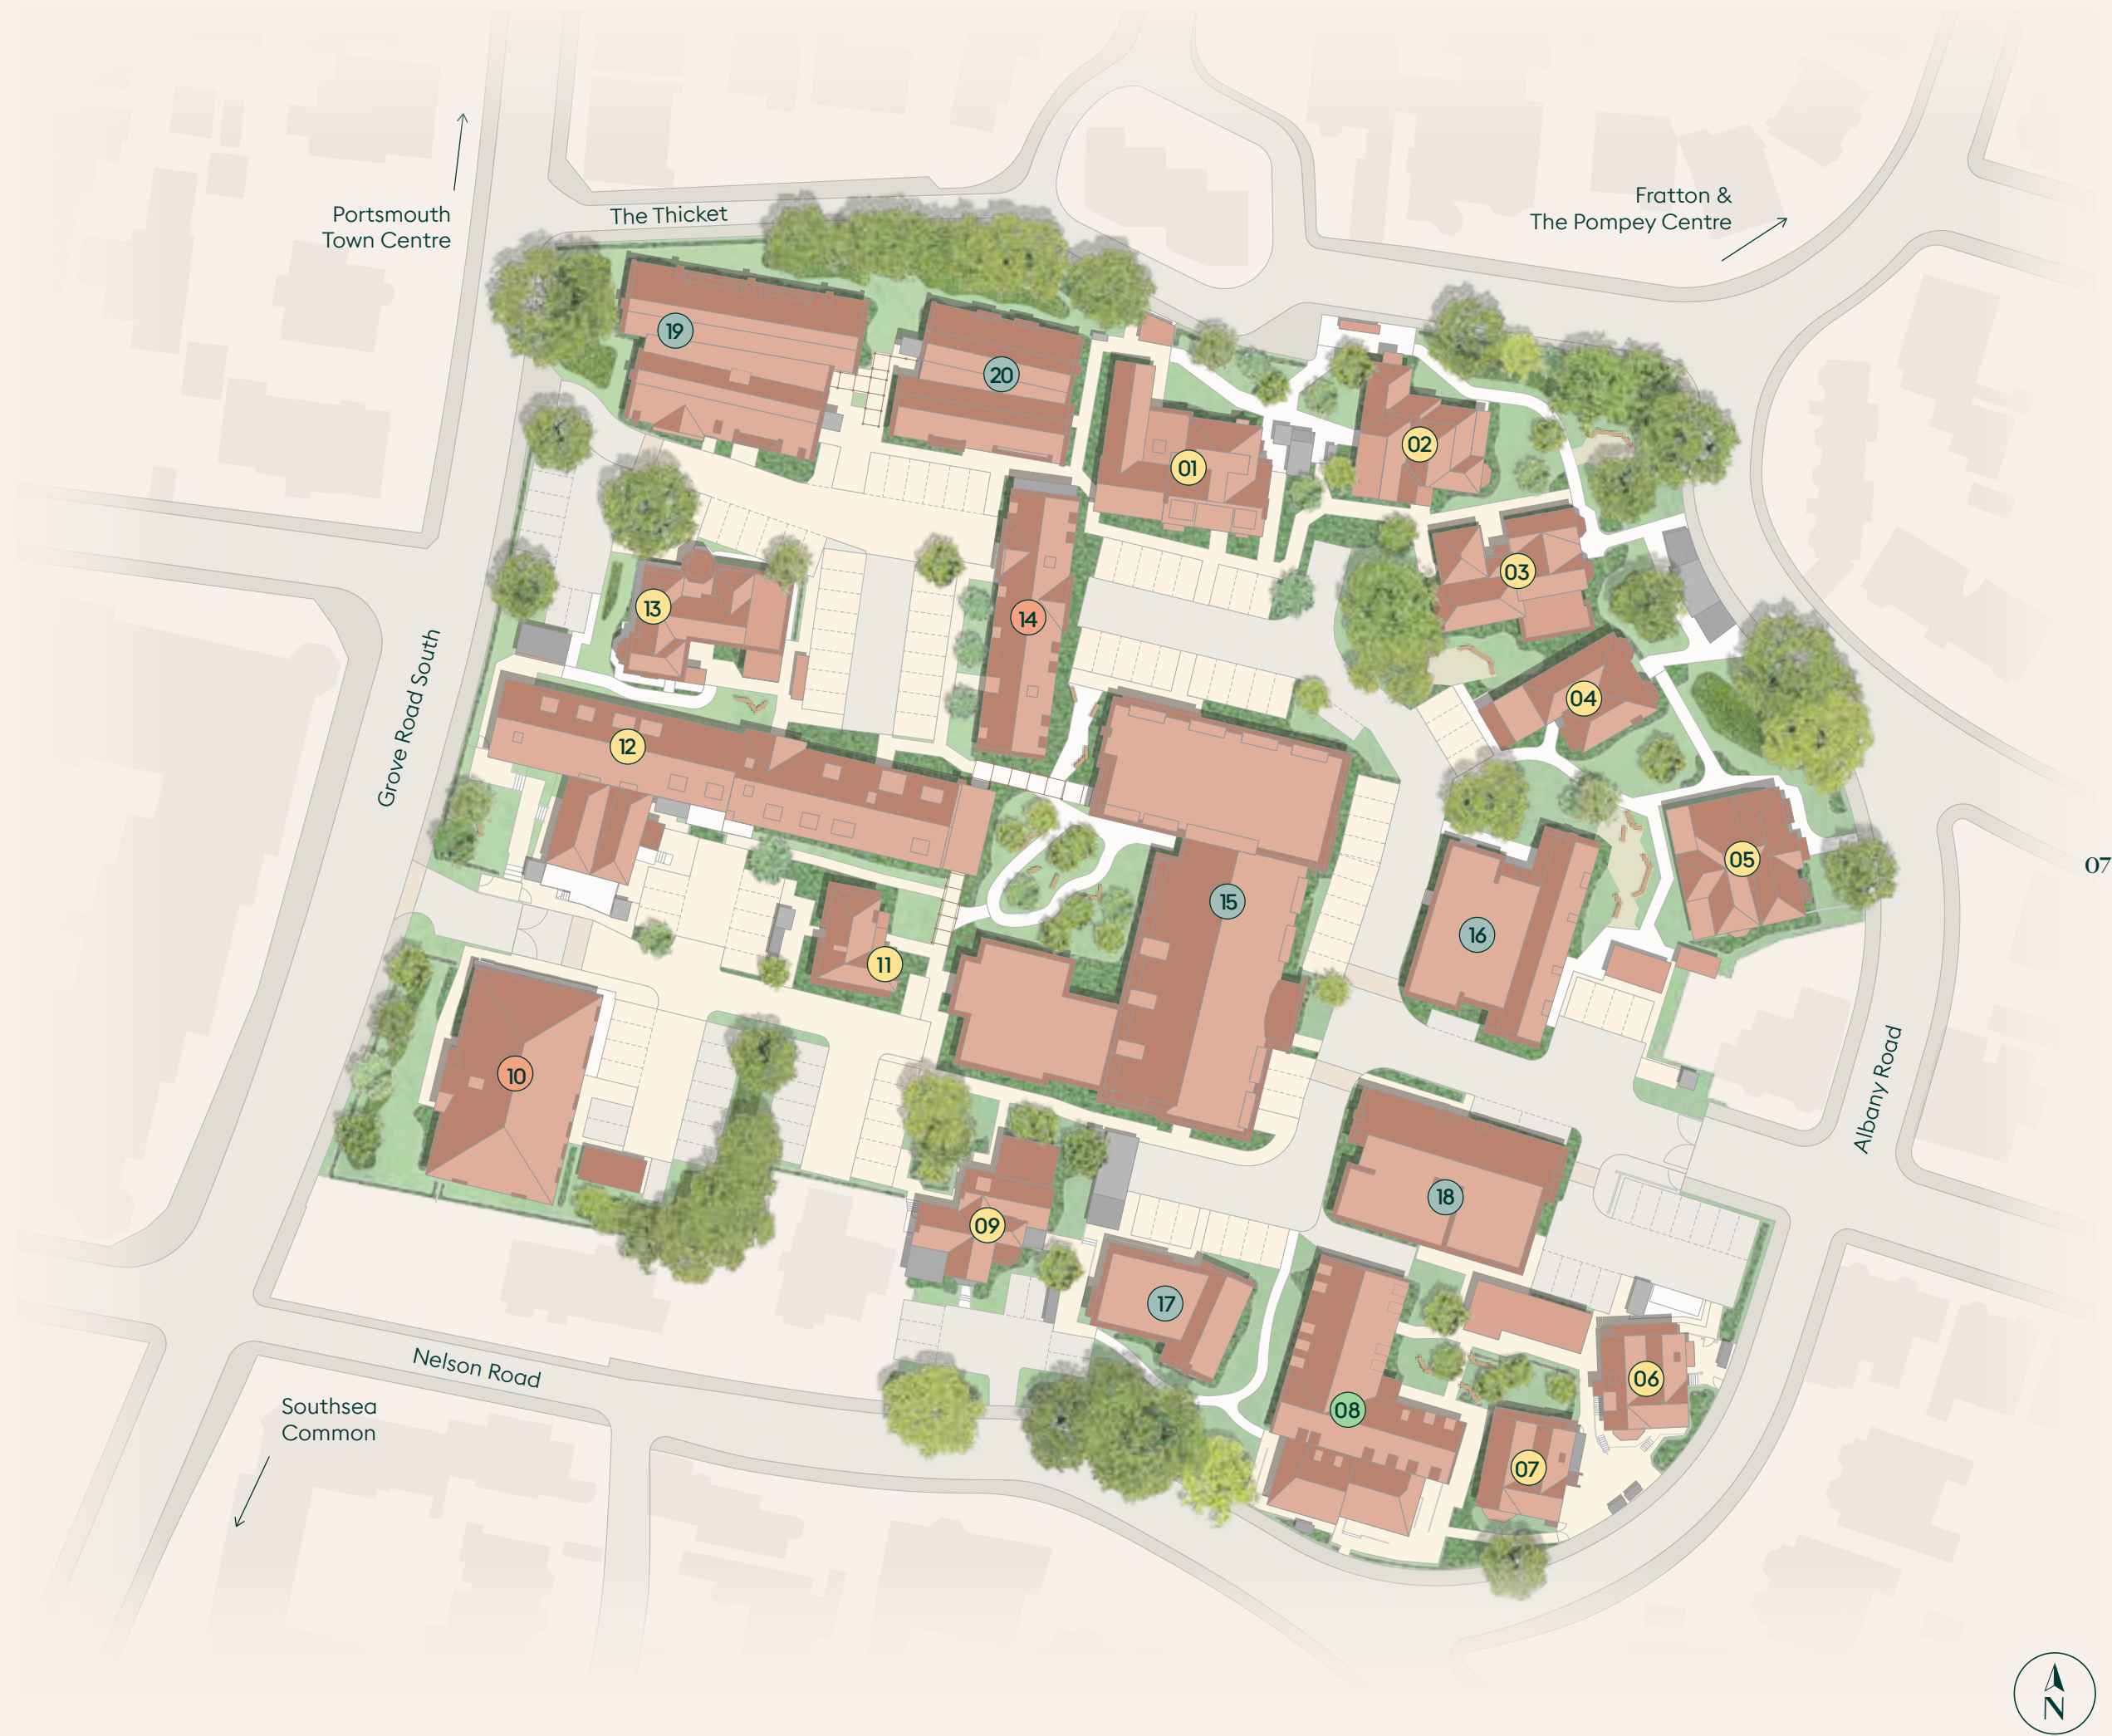 Fratton &
The Pompey Centre
Portsmouth
Town Centre
The Thicket
19
20
01
02
03
13
14
04
12
05
15
16
11
10
Grove Road South
Albany Road
07
18
09
17
06
08
07
Nelson Road
Southsea
Common
N